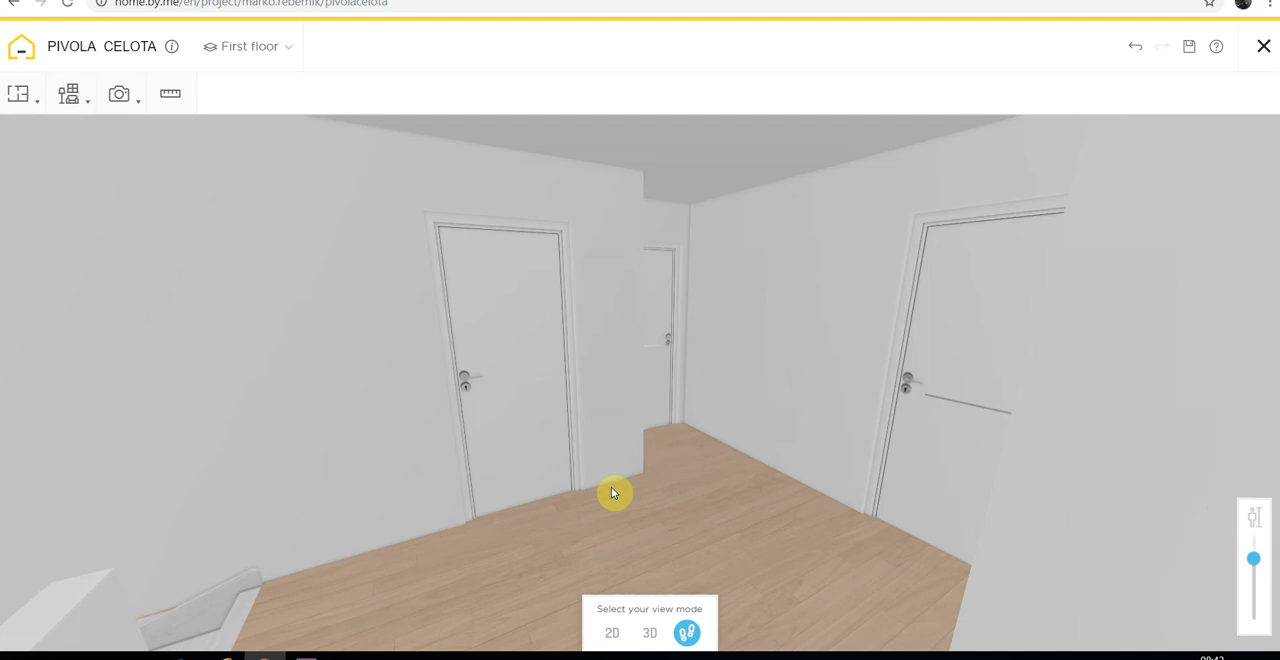 home.by.me/en/project/marko.rebernik/pivolacelota
PIVOLA CELOTA
First floor
Select your view mode
2D
3D